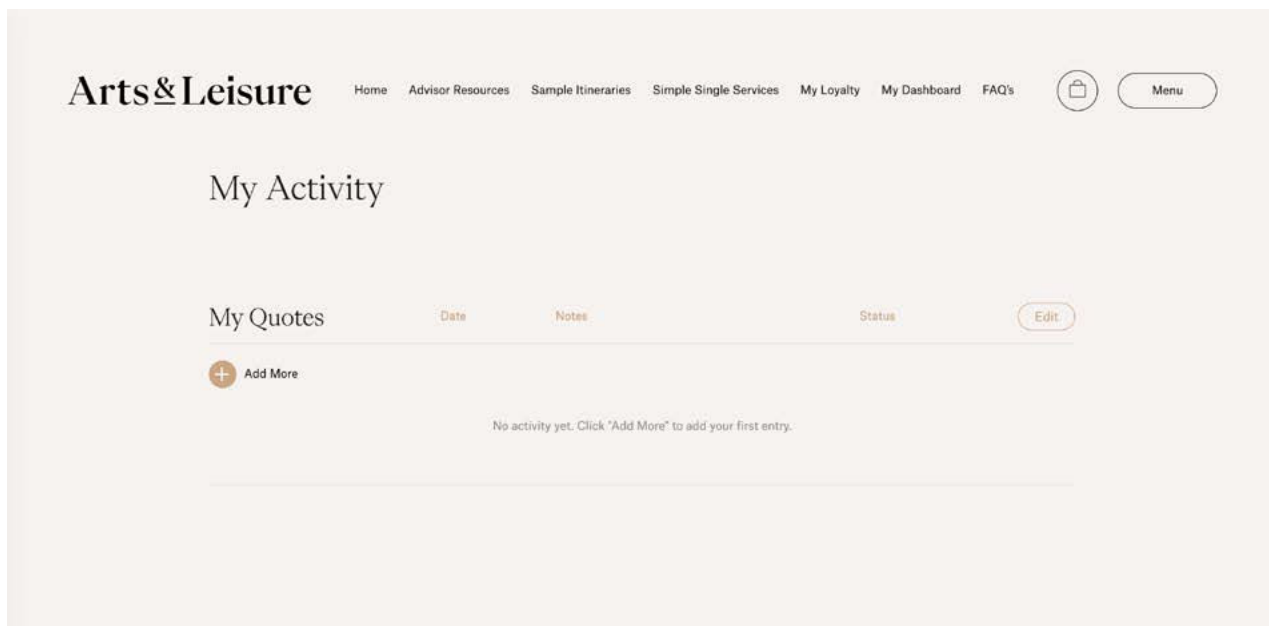 Arts&Leisure Home Advisor Resources Sample Itineraries Simple Single Services My Loyalty My Dashboard FAQ's Menu
My Activity
My Quotes Date Notes Status Edit
Add More
No activity yet. Click "Add More" to add your first entry.